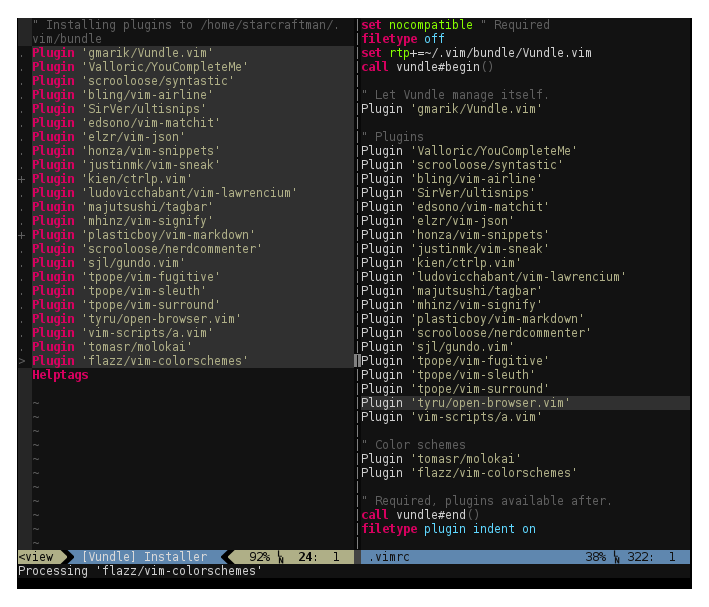 " Installing plugins to /home/starcraftman/.
vim/bundle
. Plugin 'gmarik/Vundle.vim'
. Plugin 'Valloric/YouCompleteMe'
. Plugin 'scrooloose/syntastic'
. Plugin 'bling/vim-airline'
. Plugin 'SirVer/ultisnips'
. Plugin 'edsono/vim-matchit'
. Plugin 'elzr/vim-json'
. Plugin 'honza/vim-snippets'
. Plugin 'justinmk/vim-sneak'
+ Plugin 'kien/ctrlp.vim'
. Plugin 'ludovicchabant/vim-lawrencium'
. Plugin 'majutsushi/tagbar'
. Plugin 'mhinz/vim-signify'
+ Plugin 'plasticboy/vim-markdown'
. Plugin 'scrooloose/nerdcommenter'
. Plugin 'sjl/gundo.vim'
. Plugin 'tpope/vim-fugitive'
. Plugin 'tpope/vim-sleuth'
. Plugin 'tpope/vim-surround'
. Plugin 'tyru/open-browser.vim'
. Plugin 'vim-scripts/a.vim'
. Plugin 'tomasr/molokai'
> Plugin 'flazz/vim-colorschemes'
Helptags
~
~
~
~
~
~
~
~
~
~
~
<view [Vundle] Installer 92% ␤ 24: 1
set nocompatible " Required
filetype off
set rtp+=~/.vim/bundle/Vundle.vim
call vundle#begin()
" Let Vundle manage itself.
Plugin 'gmarik/Vundle.vim'
" Plugins
Plugin 'Valloric/YouCompleteMe'
Plugin 'scrooloose/syntastic'
Plugin 'bling/vim-airline'
Plugin 'SirVer/ultisnips'
Plugin 'edsono/vim-matchit'
Plugin 'elzr/vim-json'
Plugin 'honza/vim-snippets'
Plugin 'justinmk/vim-sneak'
Plugin 'kien/ctrlp.vim'
Plugin 'ludovicchabant/vim-lawrencium'
Plugin 'majutsushi/tagbar'
Plugin 'mhinz/vim-signify'
Plugin 'plasticboy/vim-markdown'
Plugin 'scrooloose/nerdcommenter'
Plugin 'sjl/gundo.vim'
Plugin 'tpope/vim-fugitive'
Plugin 'tpope/vim-sleuth'
Plugin 'tpope/vim-surround'
Plugin 'tyru/open-browser.vim'
Plugin 'vim-scripts/a.vim'
" Color schemes
Plugin 'tomasr/molokai'
Plugin 'flazz/vim-colorschemes'
" Required, plugins available after.
call vundle#end()
filetype plugin indent on
.vimrc 38% ␤ 322: 1
Processing 'flazz/vim-colorschemes'